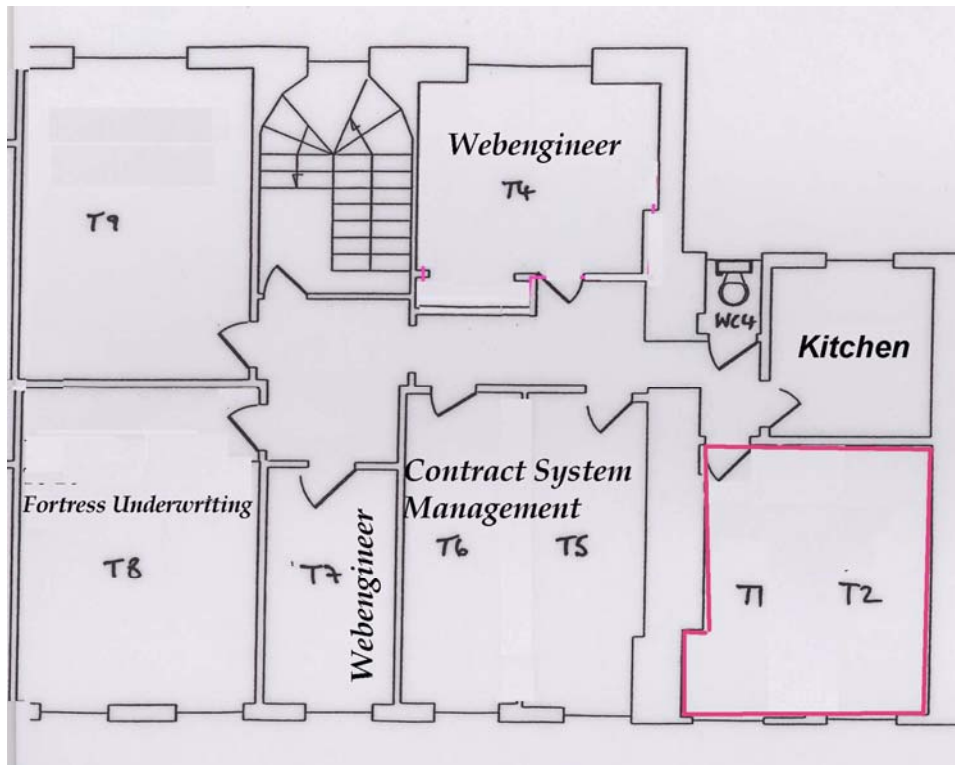 Webengineer
T4
T9
WC4
Kitchen
Contract System
Management
Fortress Underwriting
T6
T5
T8
T7
Webengineer
T1
T2